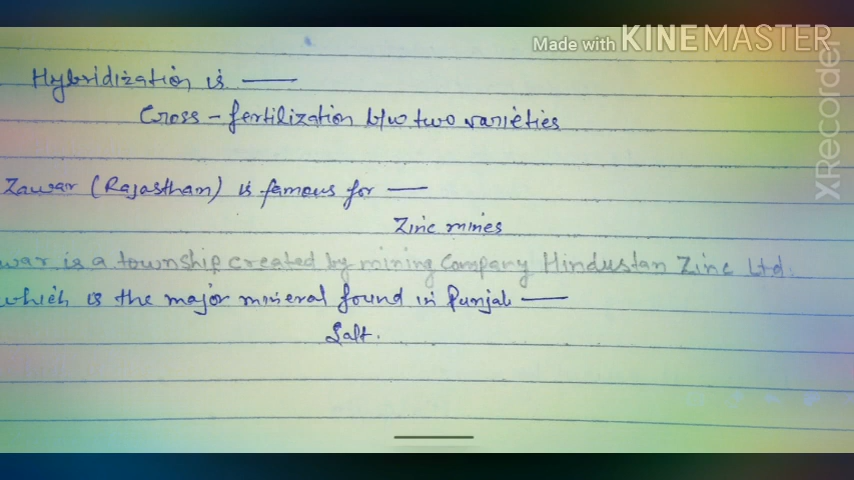 Made with KINEMASTER
XRecorder
Hybridization is —
Cross - fertilization b/w two varieties
Zawar (Rajasthan) is famous for —
Zinc mines
war is a township created by mining Company Hindustan Zinc Ltd.
which is the major mineral found in Punjab —
Salt.